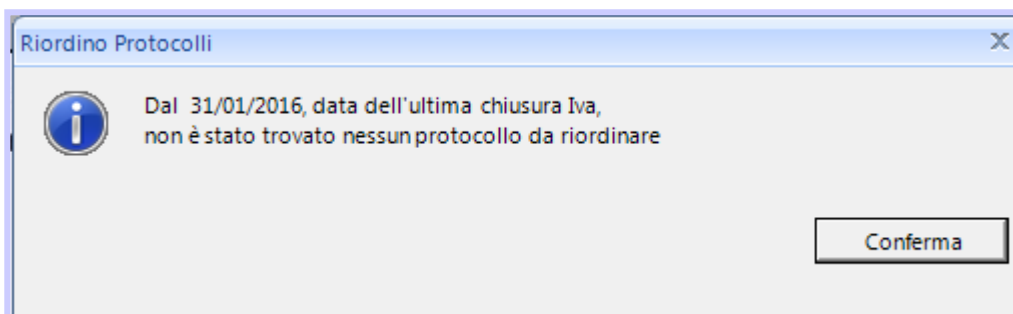 Riordino Protocolli
Dal 31/01/2016, data dell'ultima chiusura Iva,
non è stato trovato nessun protocollo da riordinare
Conferma